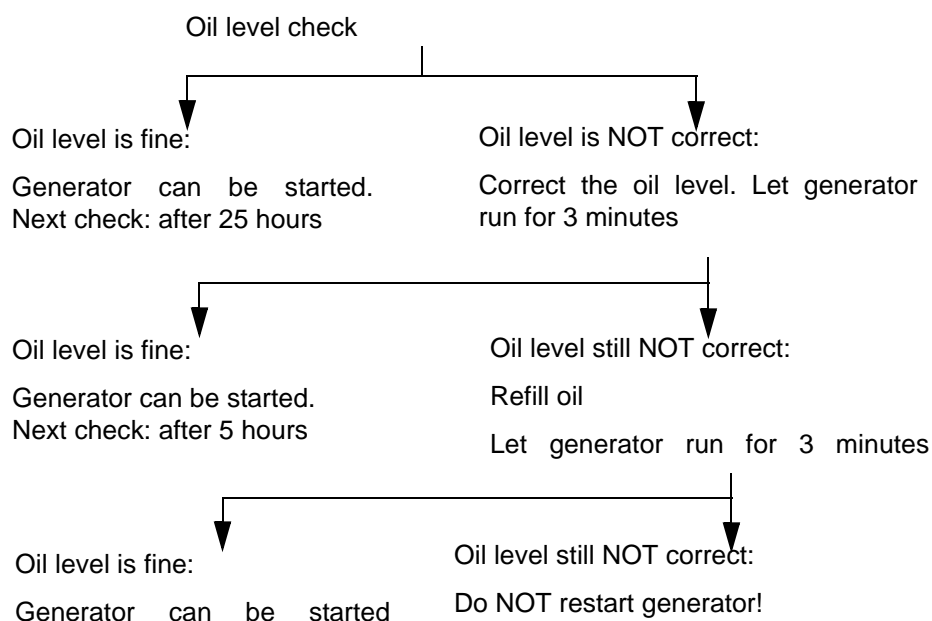 Oil level check
Oil level is fine:
Generator can be started.
Next check: after 25 hours
Oil level is NOT correct:
Correct the oil level. Let generator
run for 3 minutes
Oil level is fine:
Generator can be started.
Next check: after 5 hours
Oil level still NOT correct:
Refill oil
Let generator run for 3 minutes
Oil level is fine:
Generator can be started
Oil level still NOT correct:
Do NOT restart generator!